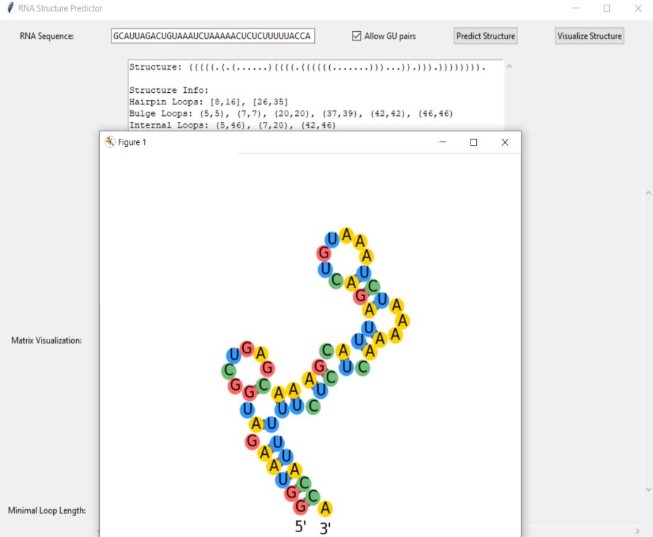 RNA Structure Predictor
RNA Sequence:
GCAUUAGACUGUAAAUCUAAAAACUCUCUUUUUACCA
Allow GU pairs
Predict Structure
Visualize Structure
Structure: (((((.(.(......)((((.((((((.......)))...)).))).)))))))).
Structure Info:
Hairpin Loops: [8,16], [26,35]
Bulge Loops: (5,5), (7,7), (20,20), (37,39), (42,42), (46,46)
Internal Loops: (5,46), (7,20), (42,46)
Figure 1
5' 3'
Matrix Visualization:
Minimal Loop Length: